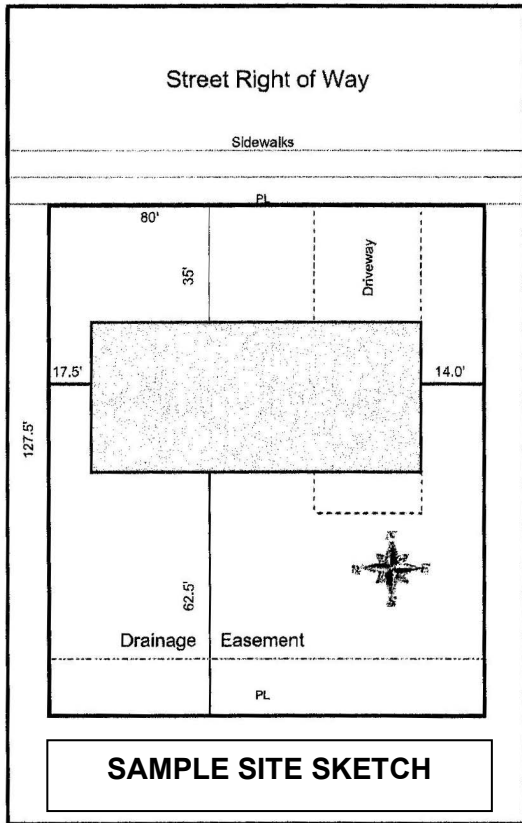 Street Right of Way
Sidewalks
PL
80'
35'
Driveway
17.5'
14.0'
127.5'
62.5'
Drainage Easement
PL
SAMPLE SITE SKETCH